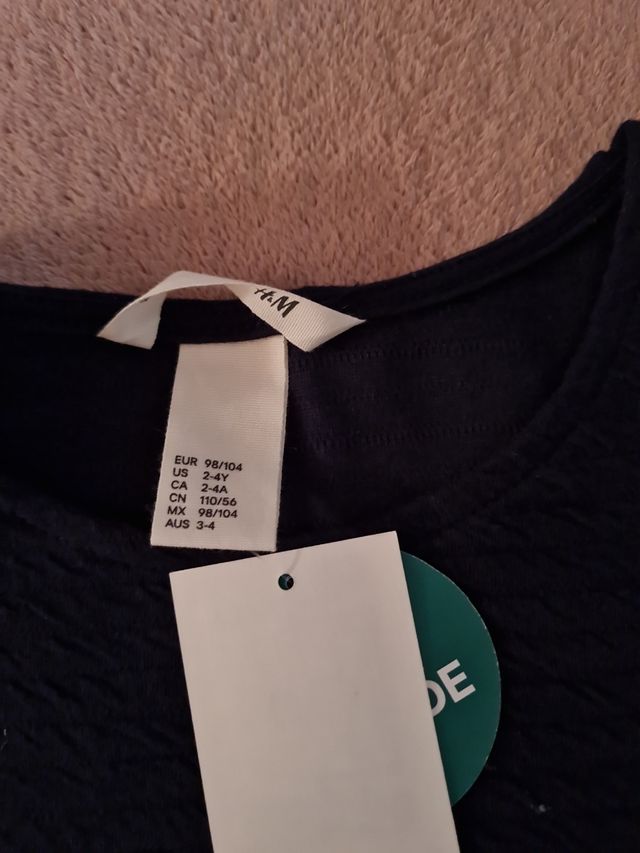 H&M
EUR 98/104
US 2-4Y
CA 2-4A
CN 110/56
MX 98/104
AUS 3-4
DE